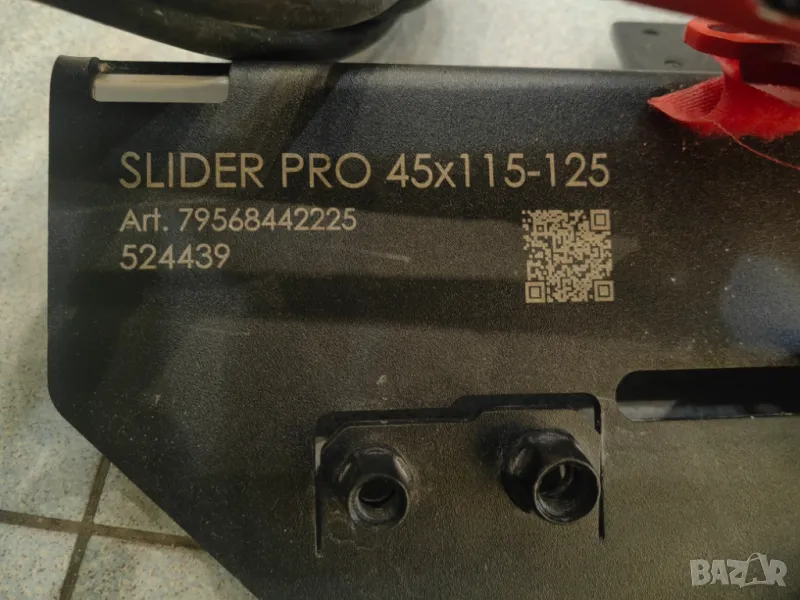 SLIDER PRO 45x115-125
Art. 79568442225
524439
BAZAR